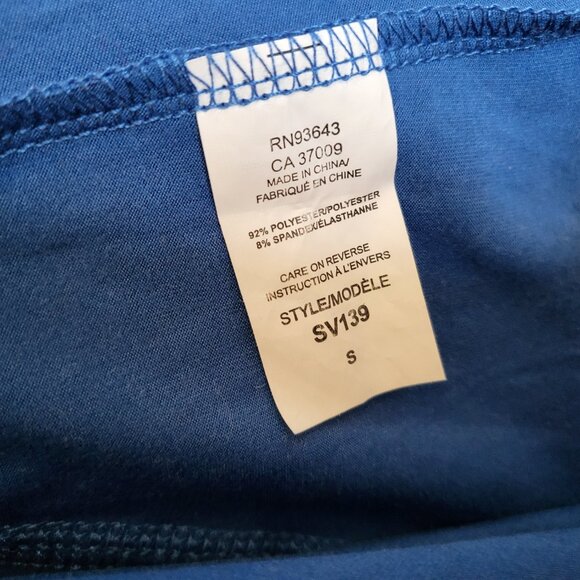 RN93643
CA 37009
MADE IN CHINA/
FABRIQUÉ EN CHINE
92% POLYESTER/POLYESTER
8% SPANDEX/ÉLASTHANNE
CARE ON REVERSE
INSTRUCTION À L'ENVERS
STYLE/MODÈLE
SV139
S